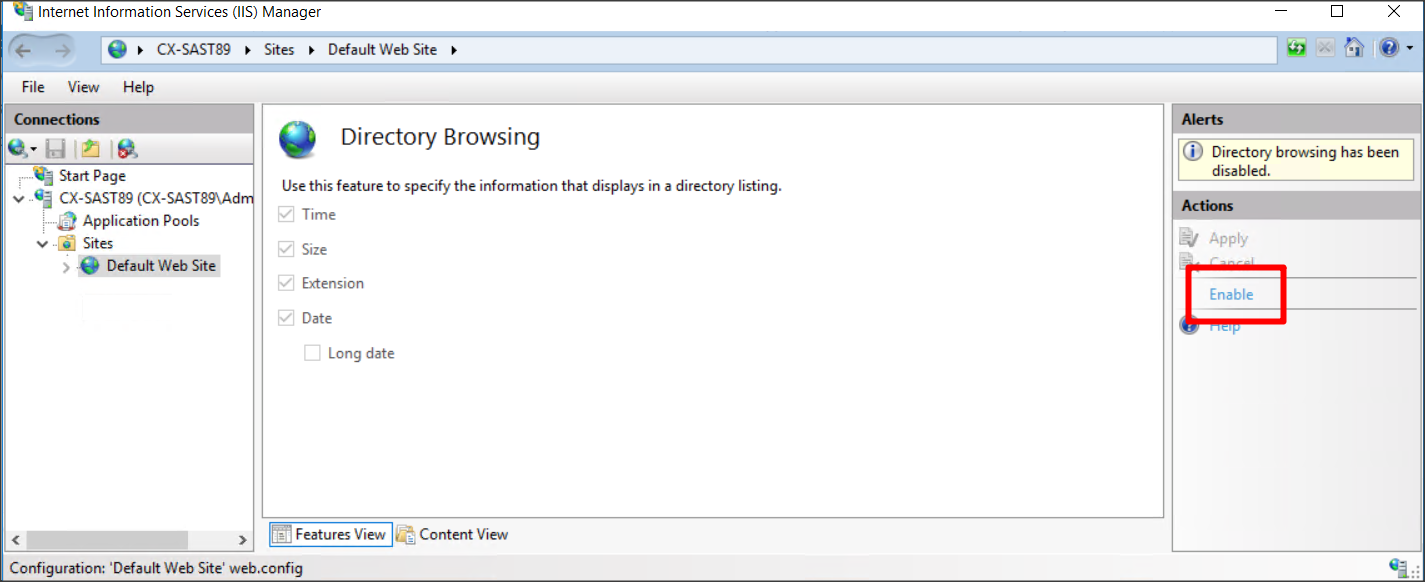 Internet Information Services (IIS) Manager
CX-SAST89 Sites Default Web Site
File View Help
Connections
Start Page
CX-SAST89 (CX-SAST89\Adm
Application Pools
Sites
Default Web Site
Directory Browsing
Use this feature to specify the information that displays in a directory listing.
Time
Size
Extension
Date
Long date
Features View Content View
Alerts
Directory browsing has been
disabled.
Actions
Apply
Cancel
Enable
Help
Configuration: 'Default Web Site' web.config